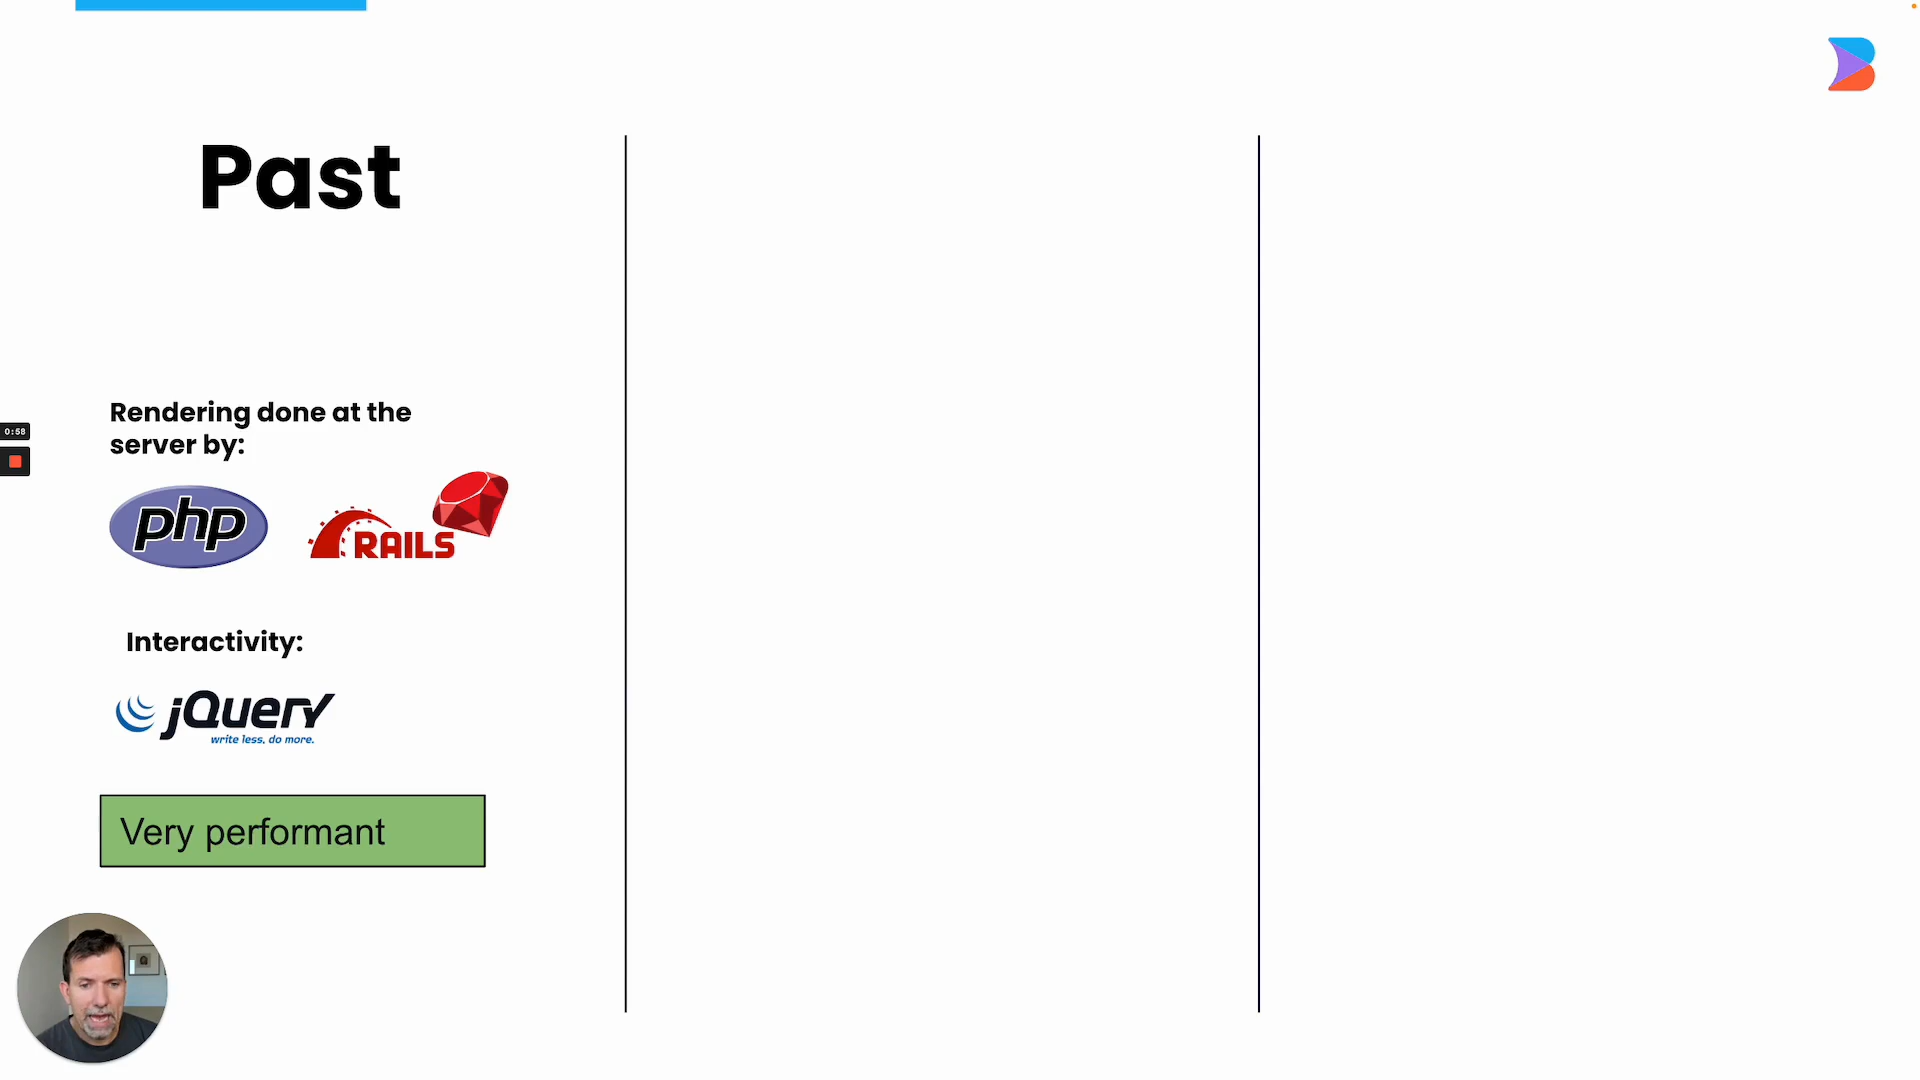 Past
Rendering done at the
server by:
php
RAILS
Interactivity:
jQuery
write less, do more.
Very performant
0:58